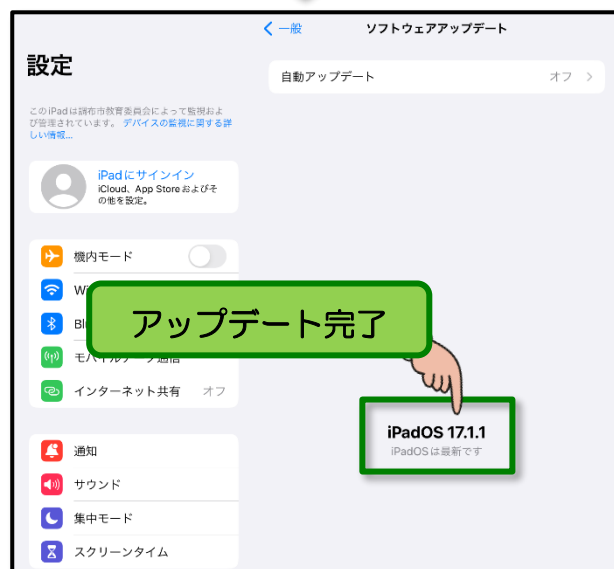 一般
ソフトウェアアップデート
設定
自動アップデート オフ
このiPadは調布市教育委員会によって監視およ
び管理されています。 デバイスの監視に関する詳
しい情報...
iPadにサインイン
iCloud、App Storeおよびそ
の他を設定。
機内モード
アップデート完了
インターネット共有 オフ
iPadOS 17.1.1
iPadOSは最新です
通知
サウンド
集中モード
スクリーンタイム